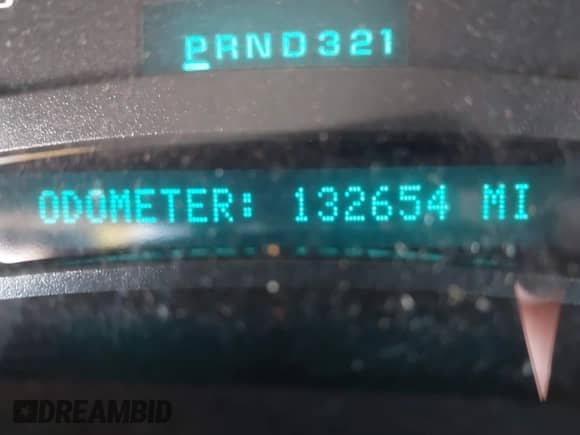 PRND321
ODOMETER: 132654 MI
DREAMBID